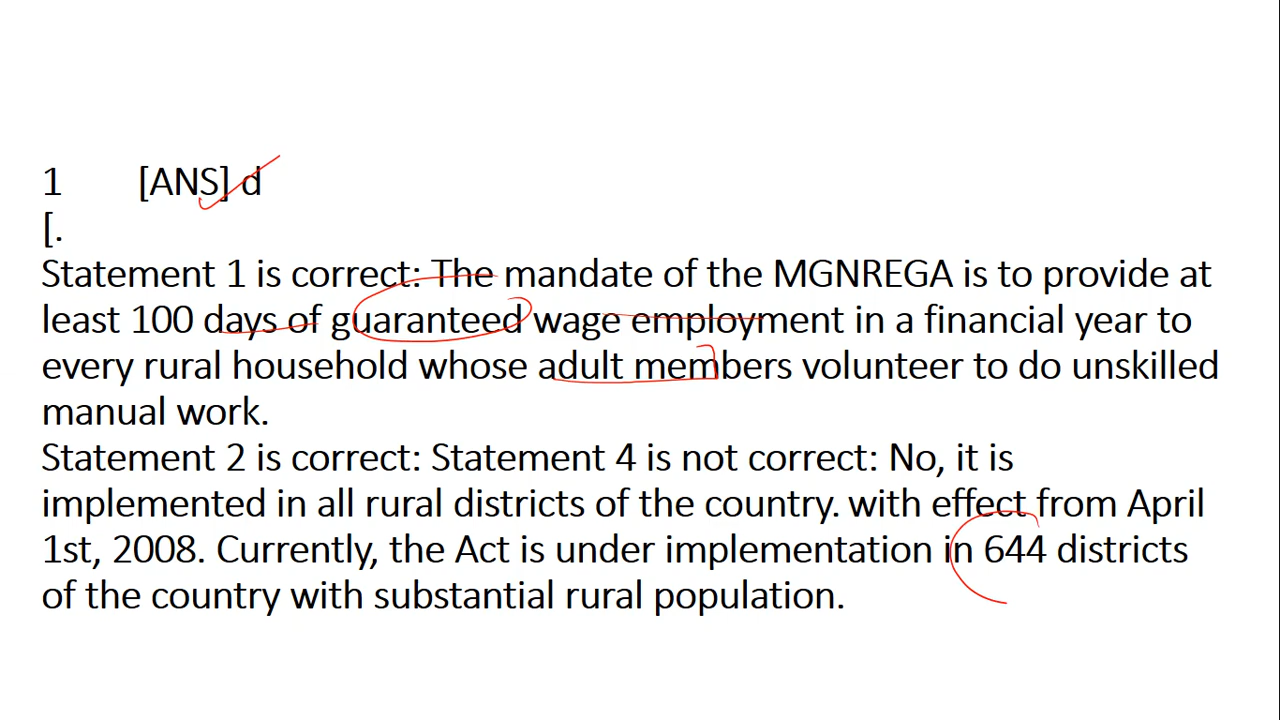 1 [ANS] d
[.
Statement 1 is correct: The mandate of the MGNREGA is to provide at
least 100 days of guaranteed wage employment in a financial year to
every rural household whose adult members volunteer to do unskilled
manual work.
Statement 2 is correct: Statement 4 is not correct: No, it is
implemented in all rural districts of the country. with effect from April
1st, 2008. Currently, the Act is under implementation in 644 districts
of the country with substantial rural population.